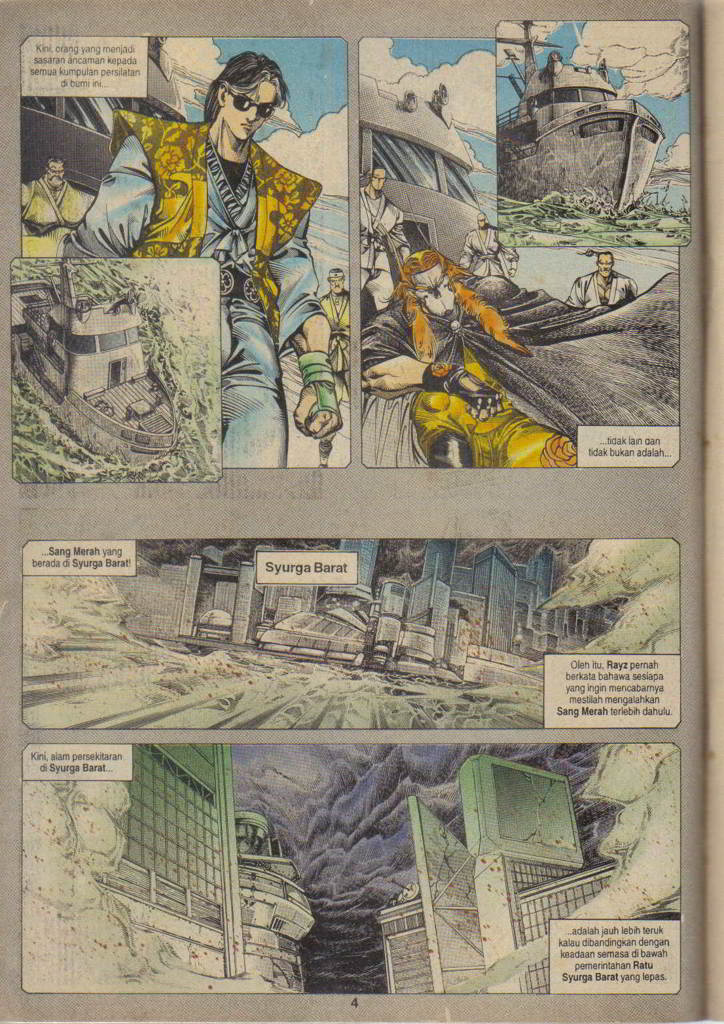 Kini, orang yang menjadi
sasaran ancaman kepada
semua kumpulan persilatan
di bumi ini...
...tidak lain dan
tidak bukan adalah...
...Sang Merah yang
berada di Syurga Barat!
Syurga Barat
Oleh itu, Rayz pernah
berkata bahawa sesiapa
yang ingin mencabarnya
mestilah mengalahkan
Sang Merah terlebih dahulu.
Kini, alam persekitaran
di Syurga Barat...
...adalah jauh lebih teruk
kalau dibandingkan dengan
keadaan semasa di bawah
pemerintahan Ratu
Syurga Barat yang lepas.
4